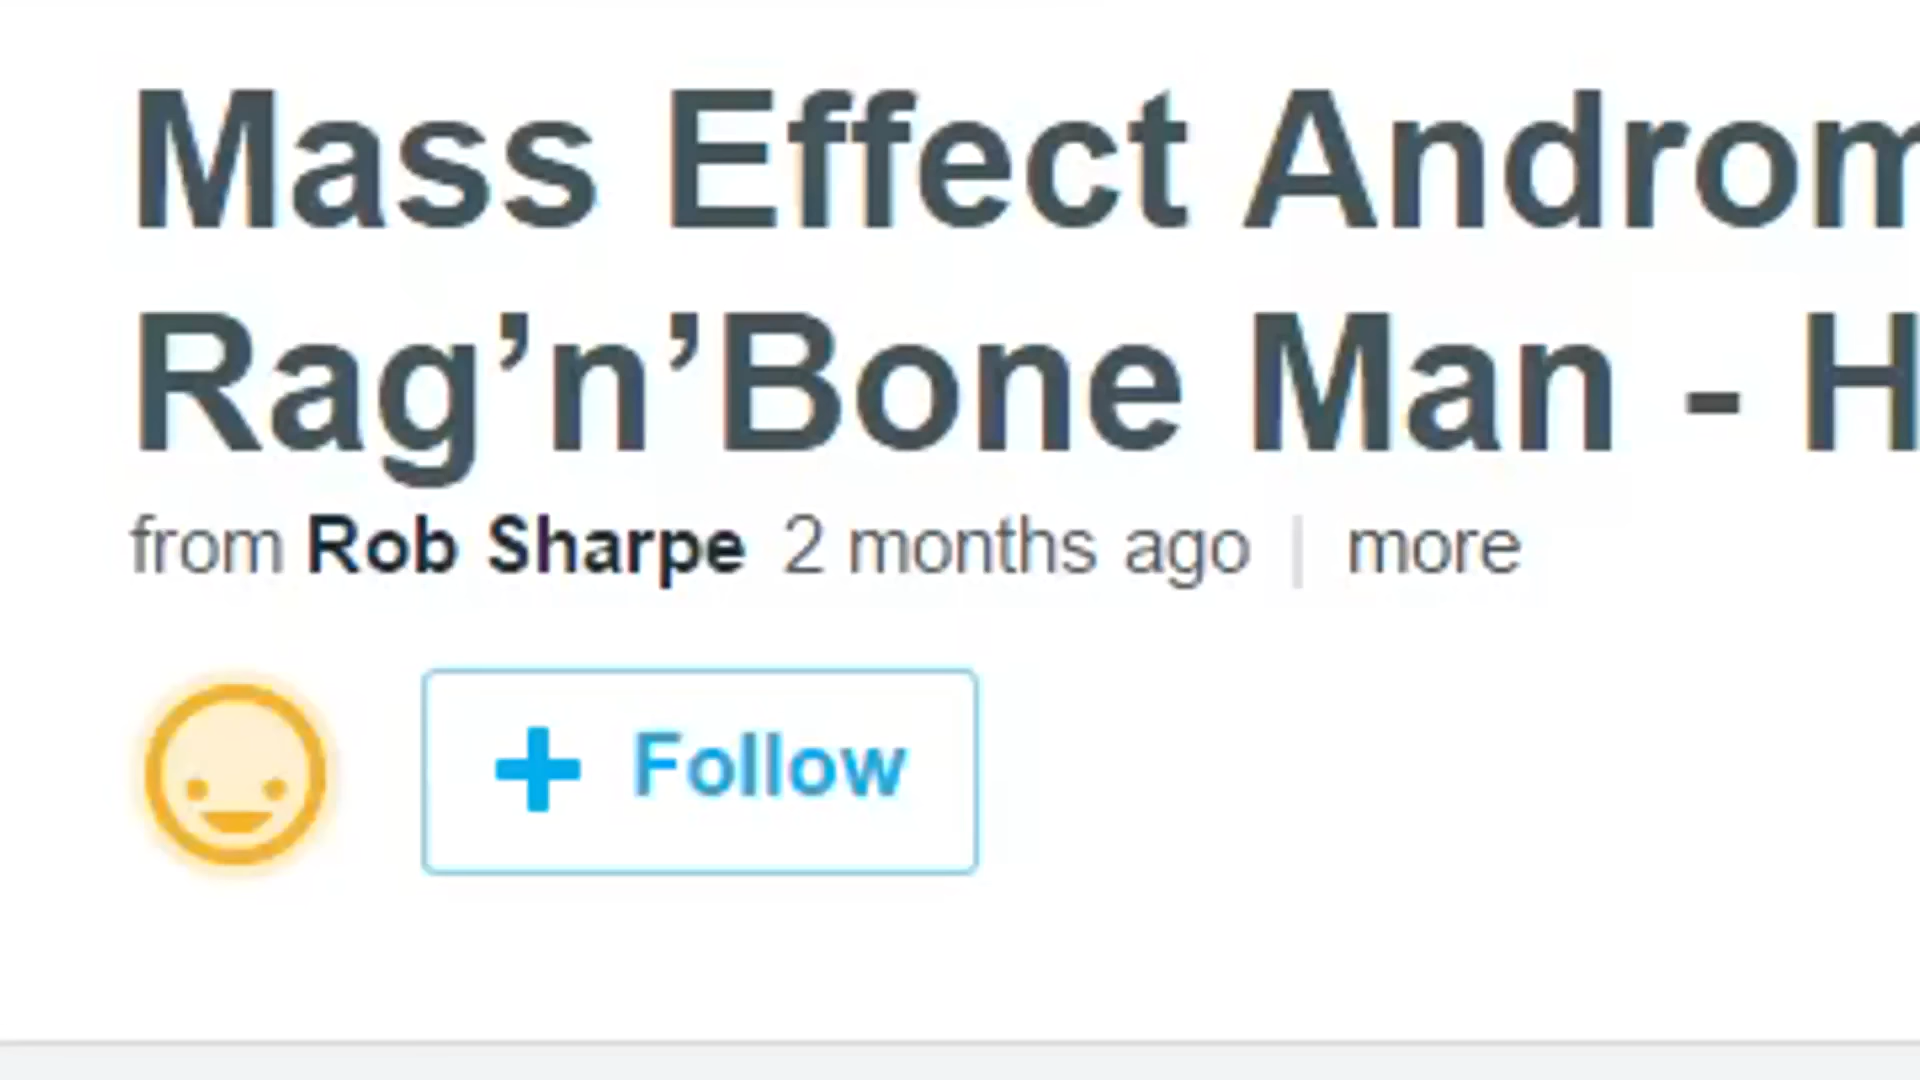 Mass Effect Androm
Rag’n’Bone Man - H
from Rob Sharpe 2 months ago | more
+ Follow